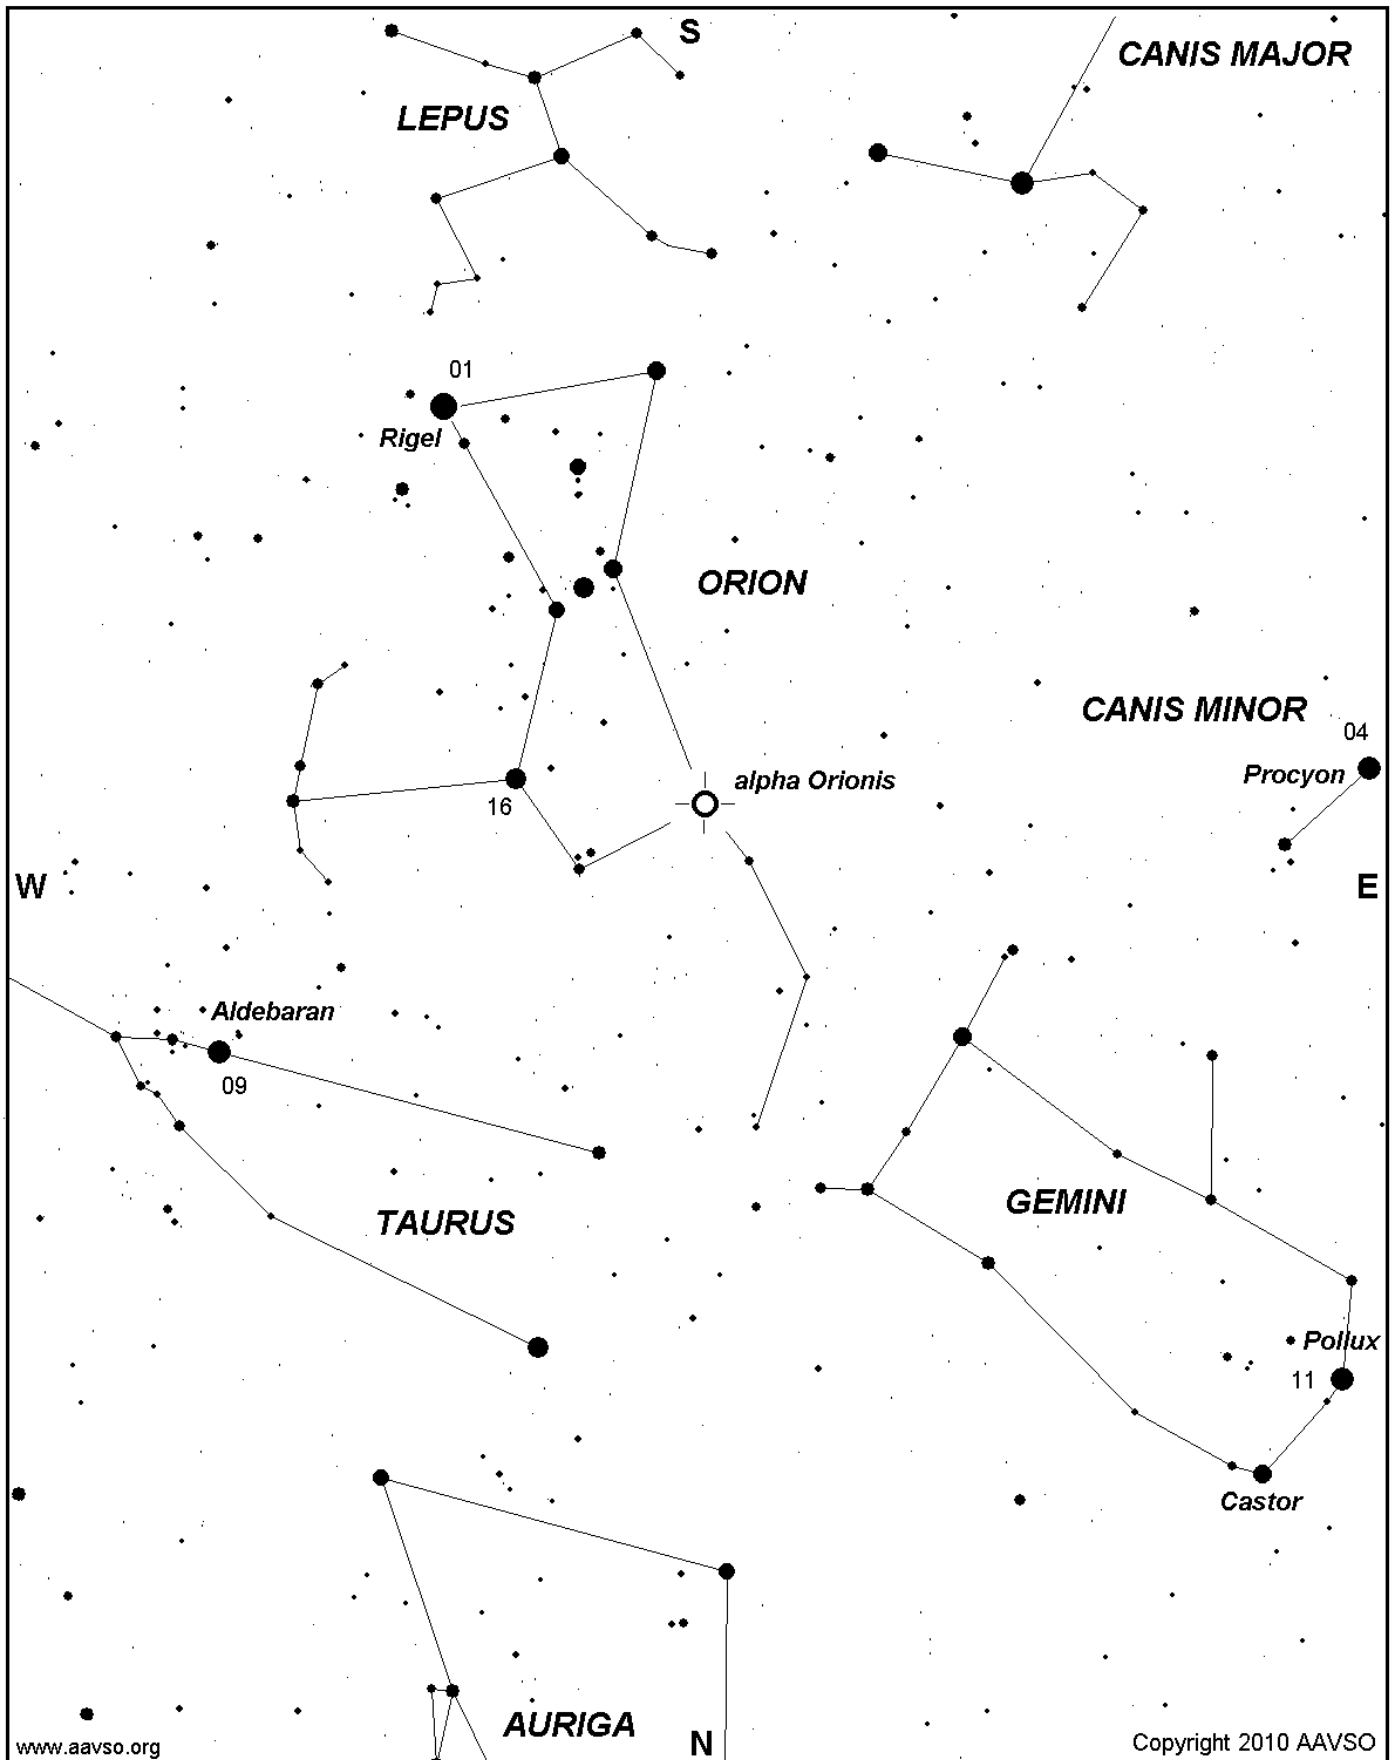 S
CANIS MAJOR
LEPUS
01
Rigel
ORION
CANIS MINOR
04
Procyon
alpha Orionis
16
W
E
Aldebaran
09
GEMINI
TAURUS
Pollux
11
Castor
AURIGA
N
www.aavso.org
Copyright 2010 AAVSO